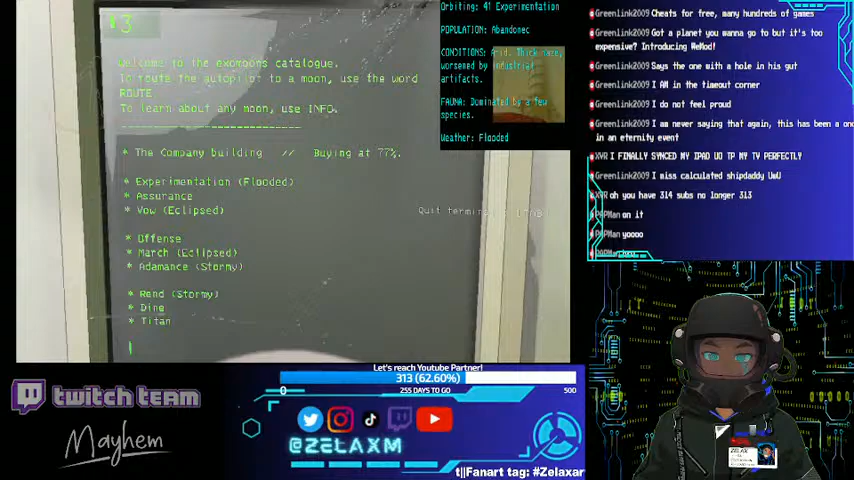 Welcome to the exomoons catalogue.
To route the autopilot to a moon, use the word
ROUTE.
To learn about any moon, use INFO.
* The Company building // Buying at 77%.
* Experimentation (Flooded)
* Assurance
* Vow (Eclipsed)
* Offense
* March (Eclipsed)
* Adamance (Stormy)
* Rend (Stormy)
* Dine
* Titan
Orbiting: 41 Experimentation
POPULATION: Abandoned
CONDITIONS: Arid. Thick haze,
worsened by industrial
artifacts.
FAUNA: Dominated by a few
species.
Weather: Flooded
Greenlink2009 Cheats for free, many hundreds of games
Greenlink2009 Got a planet you wanna go to but it's too
expensive? Introducing WeMod!
Greenlink2009 Says the one with a hole in his gut
Greenlink2009 I AM in the timeout corner
Greenlink2009 I do not feel proud
Greenlink2009 I am never saying that again, this has been a one
in an eternity event
XVR I FINALLY SYNCED MY IPAD UO TP MY TV PERFECTLY
Greenlink2009 I miss calculated shipdaddy UwU
XVR oh you have 314 subs no longer 313
PAPMan on it
PAPMan yoooo
Let's reach Youtube Partner!
313 (62.60%)
0
255 DAYS TO GO
500
twitch team
Mayhem
@ZELAXM
t||Fanart tag: #Zelaxar